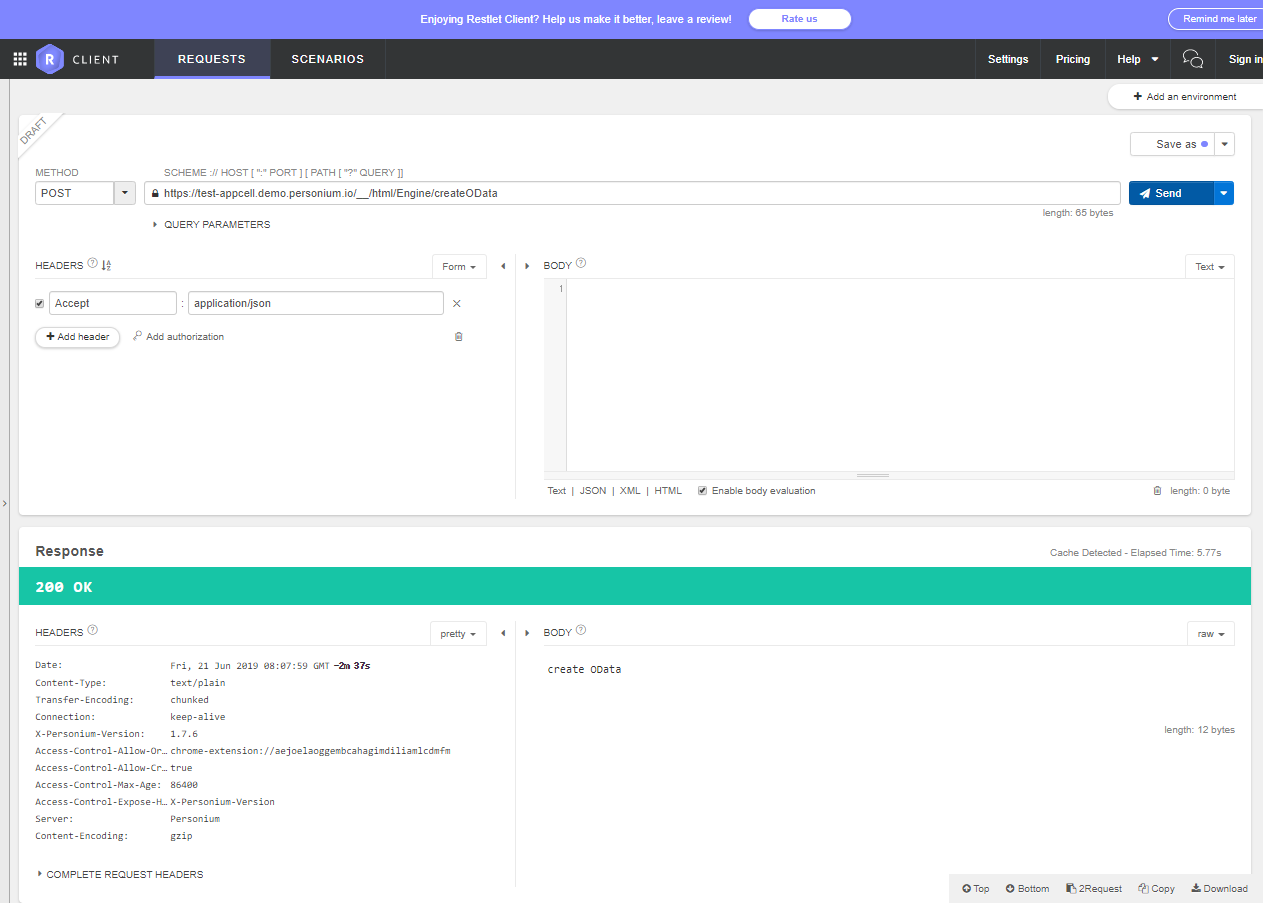 Enjoying Restlet Client? Help us make it better, leave a review! Rate us Remind me later
R CLIENT REQUESTS SCENARIOS Settings Pricing Help Sign in
Add an environment
DRAFT
Save as
METHOD SCHEME :// HOST [ ":" PORT ] [ PATH [ "?" QUERY ]]
POST https://test-appcell.demo.personium.io/__/html/Engine/createOData Send
length: 65 bytes
QUERY PARAMETERS
HEADERS ? Form BODY ? Text
1
Accept : application/json
Add header Add authorization
Text | JSON | XML | HTML Enable body evaluation length: 0 byte
Response Cache Detected - Elapsed Time: 5.77s
200 OK
HEADERS ? pretty BODY ? raw
Date: Fri, 21 Jun 2019 08:07:59 GMT -2m 37s
create OData
Content-Type: text/plain
Transfer-Encoding: chunked
Connection: keep-alive
X-Personium-Version: 1.7.6
length: 12 bytes
Access-Control-Allow-Or… chrome-extension://aejoelaoggembcahagimdiliamlcdmfm
Access-Control-Allow-Cr… true
Access-Control-Max-Age: 86400
Access-Control-Expose-H… X-Personium-Version
Server: Personium
Content-Encoding: gzip
COMPLETE REQUEST HEADERS
Top Bottom 2Request Copy Download